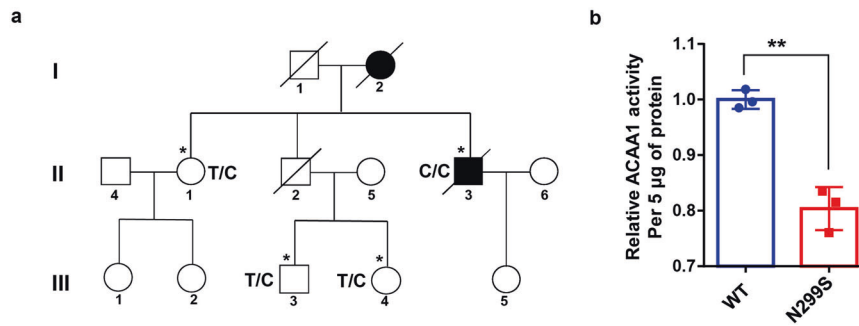 a
I
1
2
II
4
* T/C
1
2
5
C/C *
3
6
III
1
2
T/C *
3
T/C *
4
5
b
Relative ACAA1 activity
Per 5 µg of protein
1.1
1.0
0.9
0.8
0.7
**
WT
N299S